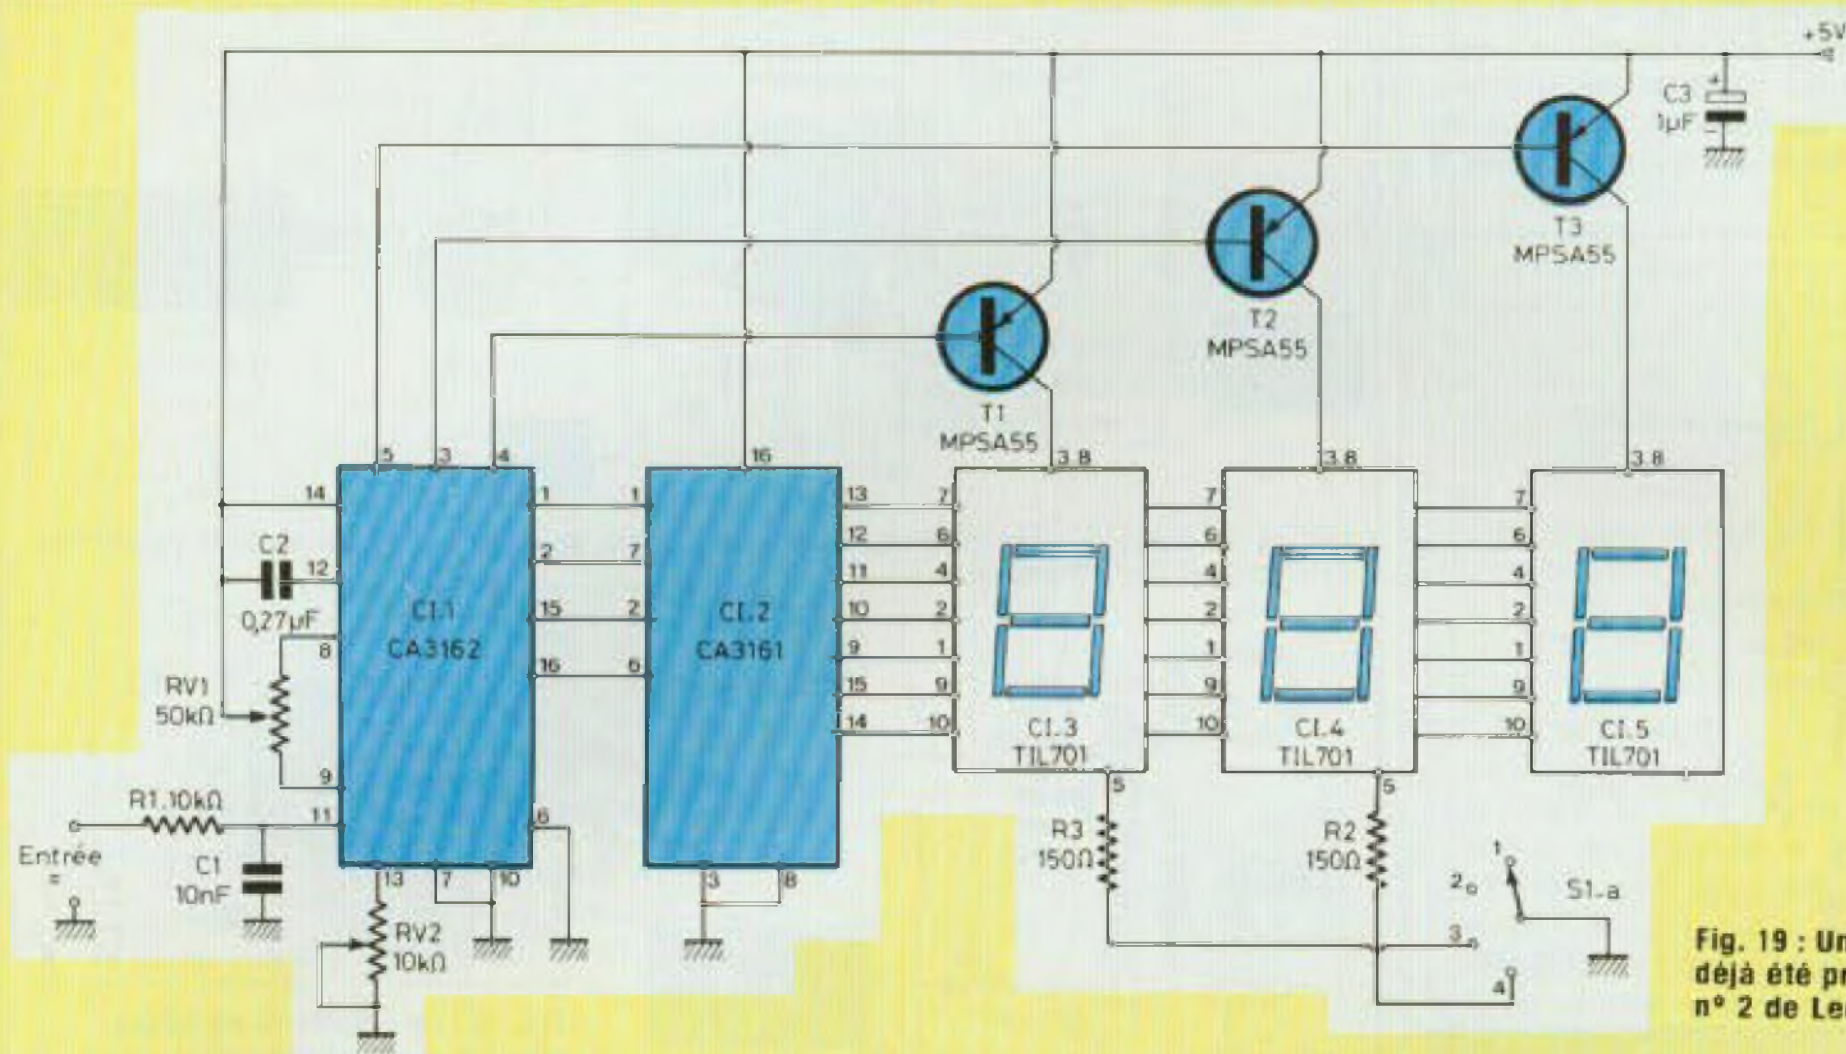 +5V
C3
1µF
+
-
T3
MPSA55
T2
MPSA55
T1
MPSA55
5
3
4
16
3.8
3.8
3.8
14
12
8
9
11
C2
0,27µF
RV1
50kΩ
R1.10kΩ
Entrée
=
C1
10nF
CI.1
CA3162
1
2
15
16
6
13
7
10
RV2
10kΩ
1
7
2
6
CI.2
CA3161
13
12
11
10
9
15
14
3
8
7
6
4
2
1
9
10
CI.3
TIL701
5
R3
150Ω
7
6
4
2
1
9
10
CI.4
TIL701
5
R2
150Ω
7
6
4
2
1
9
10
CI.5
TIL701
1
2
3
4
S1-a
Fig. 19 : Un
déjà été pr
nº 2 de Le